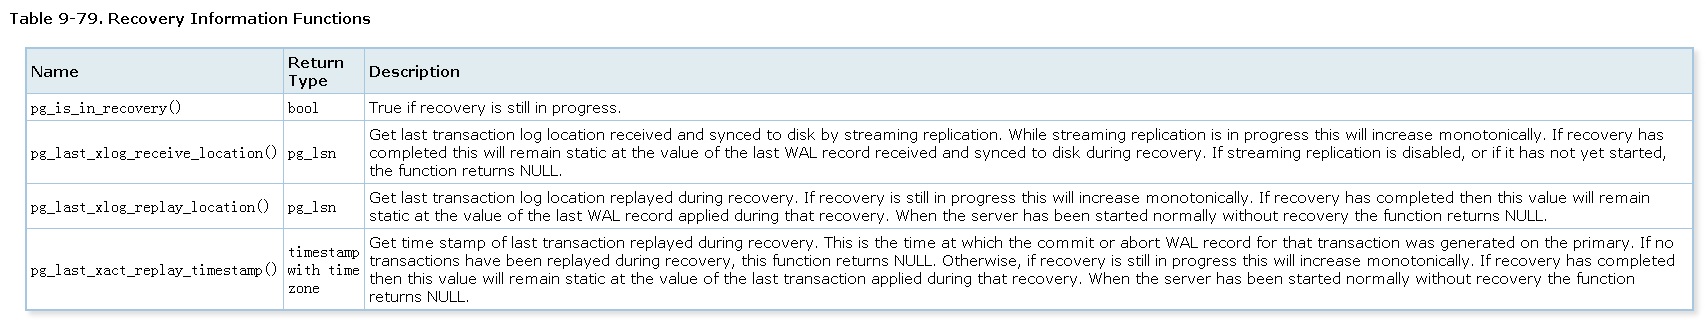 Table 9-79. Recovery Information Functions
Name
Return
Type
Description
pg_is_in_recovery()
bool
True if recovery is still in progress.
pg_last_xlog_receive_location()
pg_lsn
Get last transaction log location received and synced to disk by streaming replication. While streaming replication is in progress this will increase monotonically. If recovery has
completed this will remain static at the value of the last WAL record received and synced to disk during recovery. If streaming replication is disabled, or if it has not yet started,
the function returns NULL.
pg_last_xlog_replay_location()
pg_lsn
Get last transaction log location replayed during recovery. If recovery is still in progress this will increase monotonically. If recovery has completed then this value will remain
static at the value of the last WAL record applied during that recovery. When the server has been started normally without recovery the function returns NULL.
pg_last_xact_replay_timestamp()
timestamp
with time
zone
Get time stamp of last transaction replayed during recovery. This is the time at which the commit or abort WAL record for that transaction was generated on the primary. If no
transactions have been replayed during recovery, this function returns NULL. Otherwise, if recovery is still in progress this will increase monotonically. If recovery has completed
then this value will remain static at the value of the last transaction applied during that recovery. When the server has been started normally without recovery the function
returns NULL.